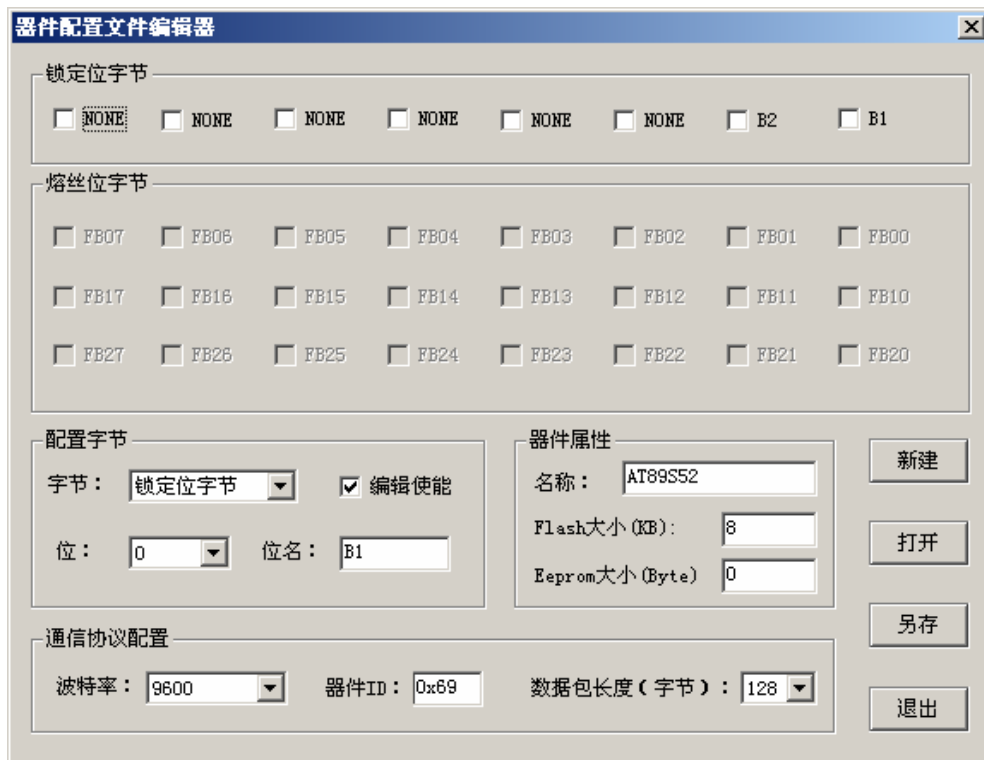 器件配置文件编辑器
锁定位字节
NONE NONE NONE NONE NONE NONE B2 B1
熔丝位字节
FB07 FB06 FB05 FB04 FB03 FB02 FB01 FB00
FB17 FB16 FB15 FB14 FB13 FB12 FB11 FB10
FB27 FB26 FB25 FB24 FB23 FB22 FB21 FB20
配置字节
字节: 锁定位字节 编辑使能
位: 0 位名: B1
器件属性
名称: AT89S52
Flash大小(KB): 8
Eeprom大小(Byte) 0
新建
打开
另存
退出
通信协议配置
波特率: 9600 器件ID: 0x69 数据包长度(字节): 128